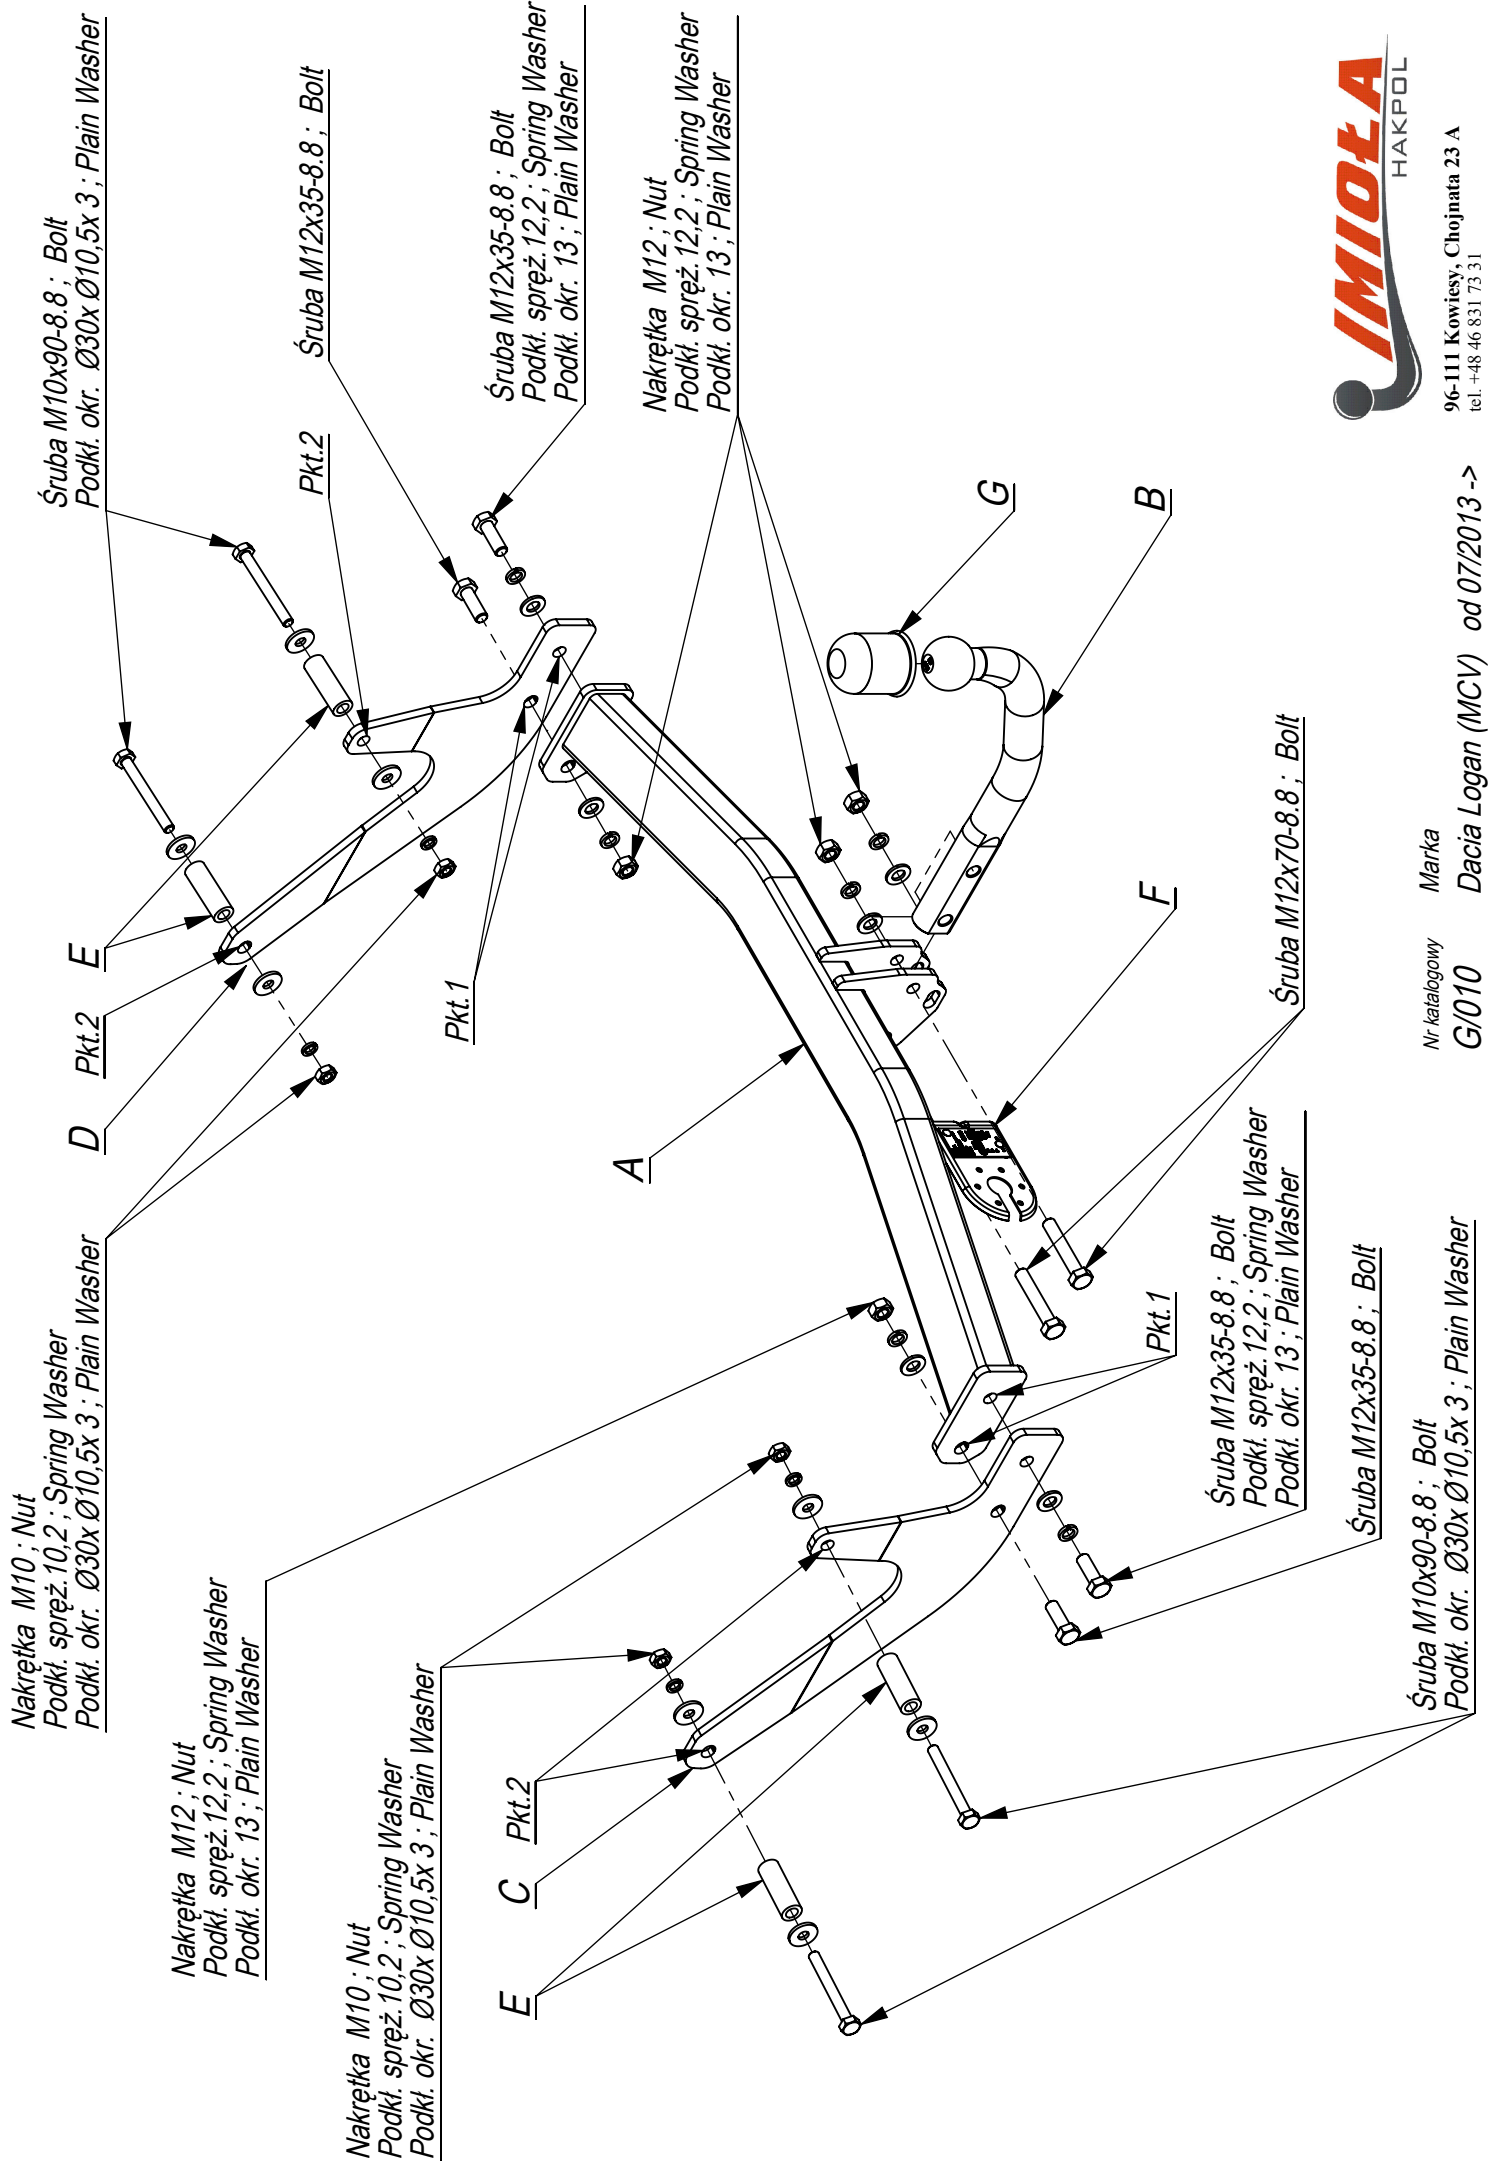 Nakrętka M10 ; Nut
Podkł. spręż.10,2 ; Spring Washer
Podkł. okr. Ø30x Ø10,5x 3 ; Plain Washer
D
Pkt.2
E
Śruba M10x90-8.8 ; Bolt
Podkł. okr. Ø30x Ø10,5x 3 ; Plain Washer
Nakrętka M12 ; Nut
Podkł. spręż.12,2 ; Spring Washer
Podkł. okr. 13 ; Plain Washer
Pkt.2
Śruba M12x35-8.8 ; Bolt
Nakrętka M10 ; Nut
Podkł. spręż.10,2 ; Spring Washer
Podkł. okr. Ø30x Ø10,5x 3 ; Plain Washer
Pkt.1
E
C
Pkt.2
Śruba M12x35-8.8 ; Bolt
Podkł. spręż.12,2 ; Spring Washer
Podkł. okr. 13 ; Plain Washer
A
Nakrętka M12 ; Nut
Podkł. spręż.12,2 ; Spring Washer
Podkł. okr. 13 ; Plain Washer
G
B
F
Pkt.1
Śruba M12x70-8.8 ; Bolt
Śruba M12x35-8.8 ; Bolt
Podkł. spręż.12,2 ; Spring Washer
Podkł. okr. 13 ; Plain Washer
Śruba M12x35-8.8 ; Bolt
Śruba M10x90-8.8 ; Bolt
Podkł. okr. Ø30x Ø10,5x 3 ; Plain Washer
Nr katalogowy
G/010
Marka
Dacia Logan (MCV) od 07/2013 ->
IMIOŁA
HAKPOL
96-111 Kowiesy, Chojnata 23 A
tel. +48 46 831 73 31